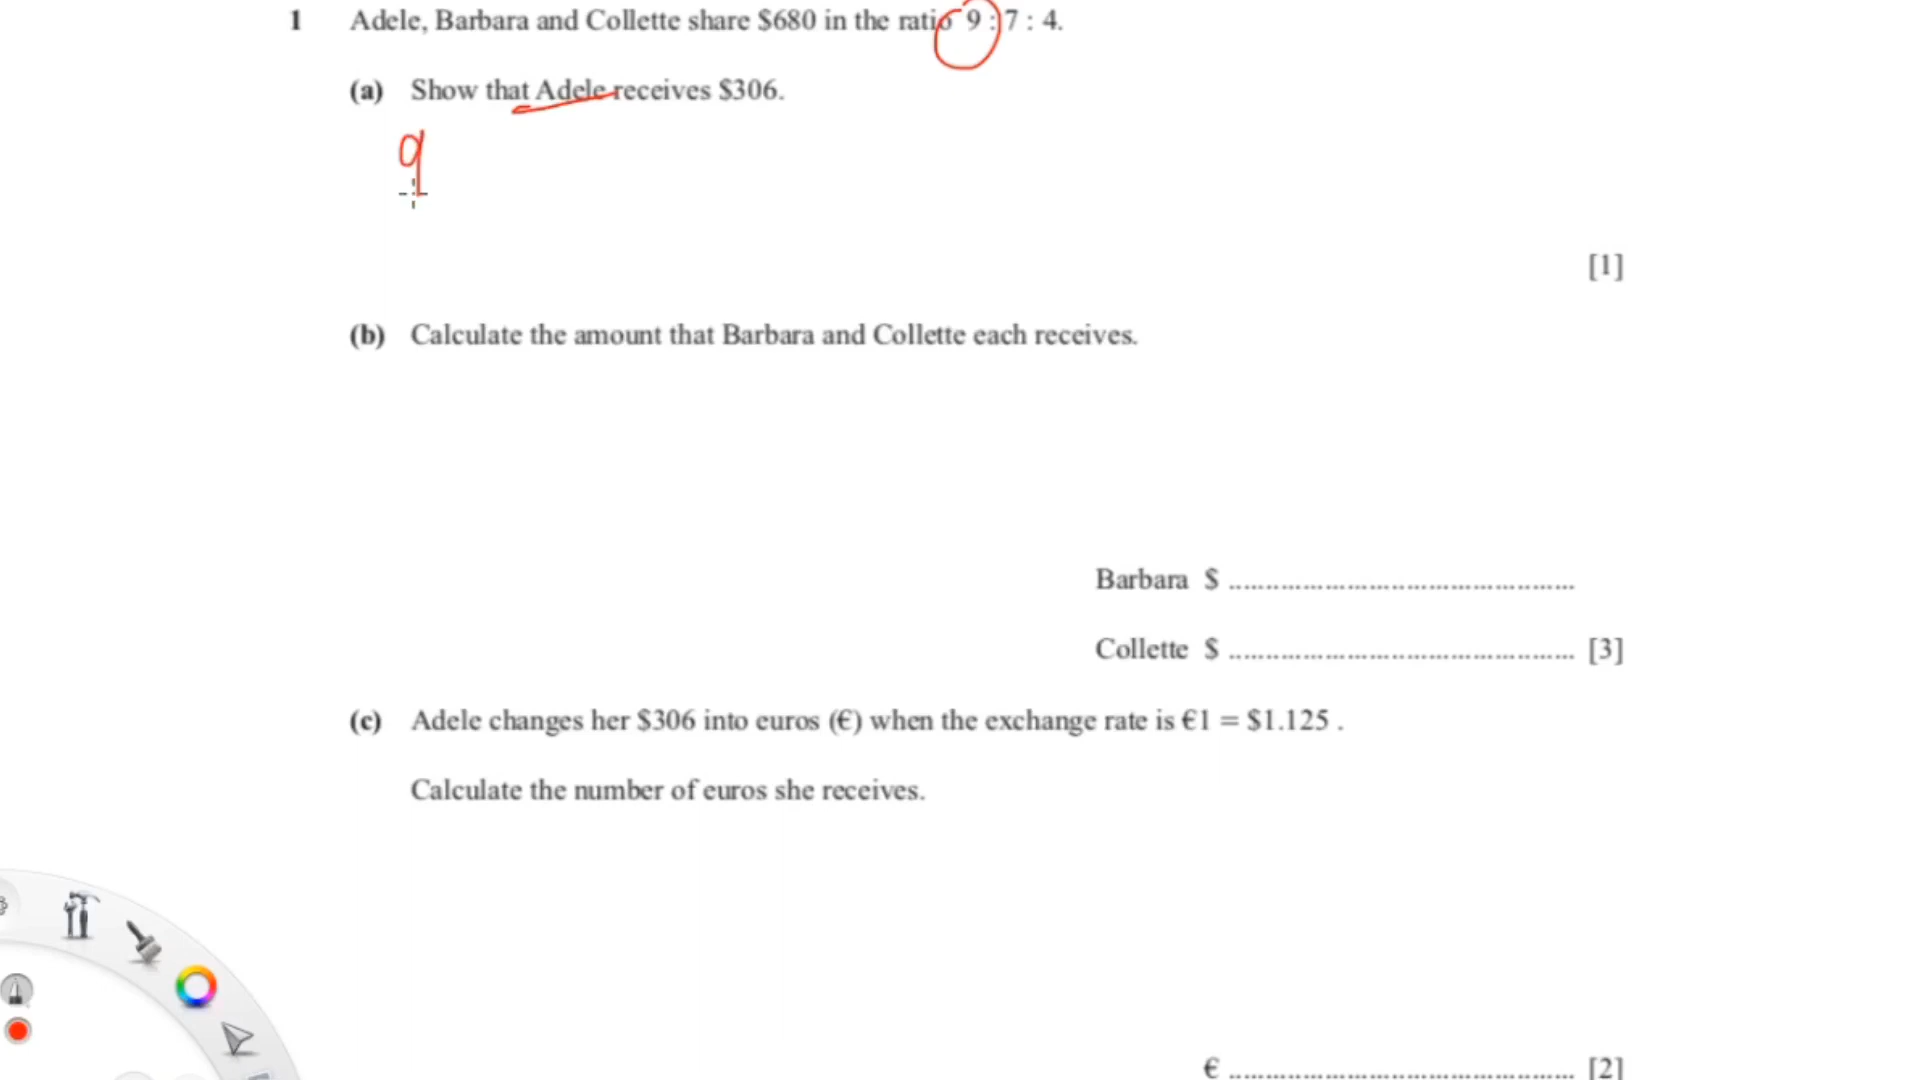 1 Adele, Barbara and Collette share $680 in the ratio 9 : 7 : 4.
(a) Show that Adele receives $306.
9
[1]
(b) Calculate the amount that Barbara and Collette each receives.
Barbara $ ................................................
Collette $ ................................................ [3]
(c) Adele changes her $306 into euros (€) when the exchange rate is €1 = $1.125 .
Calculate the number of euros she receives.
€ ................................................ [2]